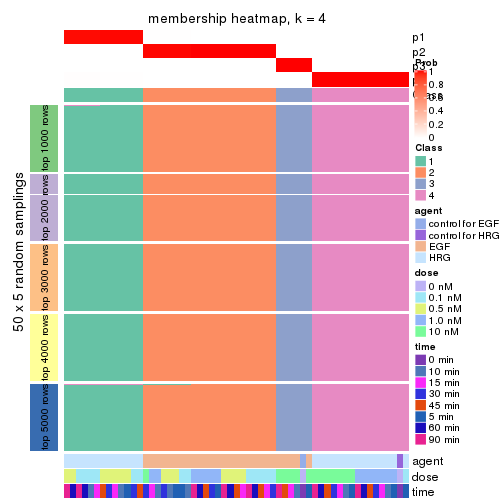 membership heatmap, k = 4
p1
p2
p3
Prob
1
0.8
0.6
0.4
0.2
0
Class
1
2
3
4
agent
control for EGF
control for HRG
EGF
HRG
dose
0 nM
0.1 nM
0.5 nM
1.0 nM
10 nM
time
0 min
10 min
15 min
30 min
45 min
5 min
60 min
90 min
50 x 5 random samplings
top 1000 rows
top 2000 rows
top 3000 rows
top 4000 rows
top 5000 rows
agent
dose
time